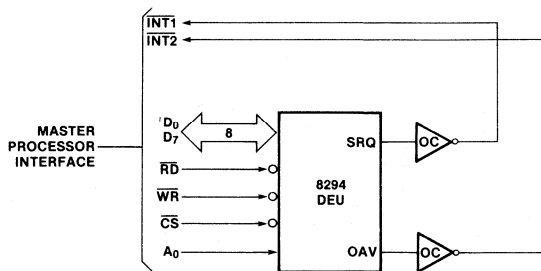 INT1
INT2
D0
D7
8
MASTER
PROCESSOR
INTERFACE
RD
WR
CS
A0
8294
DEU
SRQ
OAV
OC
OC